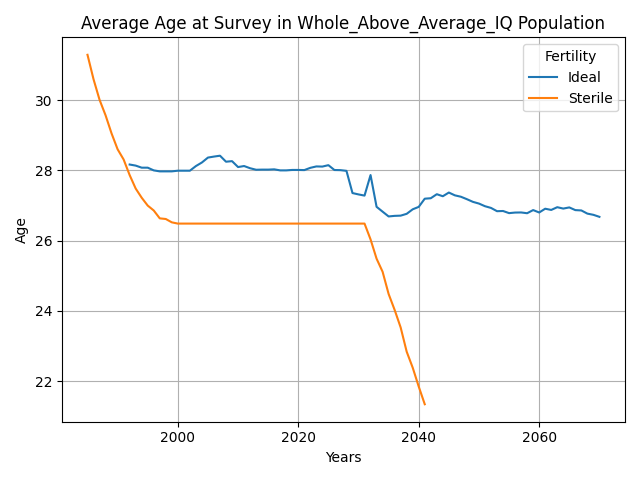 Average Age at Survey in Whole_Above_Average_IQ Population
Fertility
Ideal
Sterile
Age
30
28
26
24
22
2000
2020
2040
2060
Years